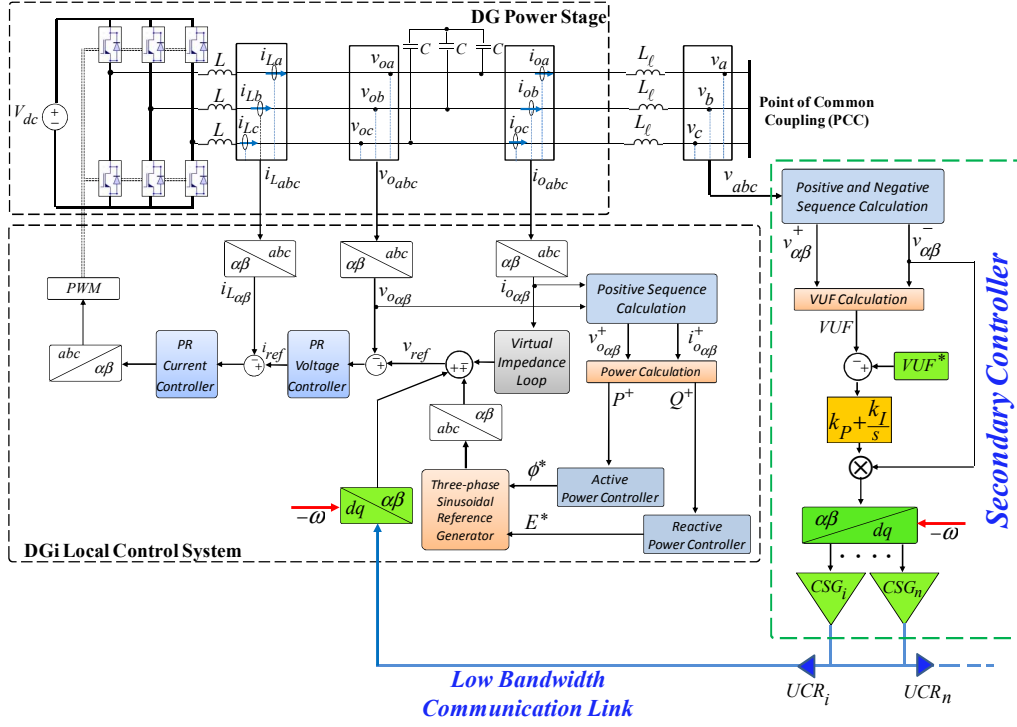 DG Power Stage
V_dc
L
L
L
i_La
i_Lb
i_Lc
v_oa
v_ob
v_oc
C
C
C
i_oa
i_ob
i_oc
L_ℓ
L_ℓ
L_ℓ
v_a
v_b
v_c
Point of Common
Coupling (PCC)
i_Labc
v_oabc
i_oabc
v_abc
Positive and Negative
Sequence Calculation
v_αβ^+
v_αβ^-
VUF Calculation
VUF
−
+
VUF*
k_P + k_I/s
αβ
dq
−ω
CSG_i
CSG_n
Secondary Controller
abc
αβ
abc
αβ
abc
αβ
i_Lαβ
v_oαβ
i_oαβ
PWM
abc
αβ
PR
Current
Controller
i_ref
−
+
PR
Voltage
Controller
−
+
v_ref
+
+
−
Virtual
Impedance
Loop
Positive Sequence
Calculation
v_oαβ^+
i_oαβ^+
Power Calculation
P^+
Q^+
αβ
abc
Three-phase
Sinusoidal
Reference
Generator
ϕ*
E*
Active
Power Controller
Reactive
Power Controller
αβ
dq
−ω
DGi Local Control System
Low Bandwidth
Communication Link
UCR_i
UCR_n